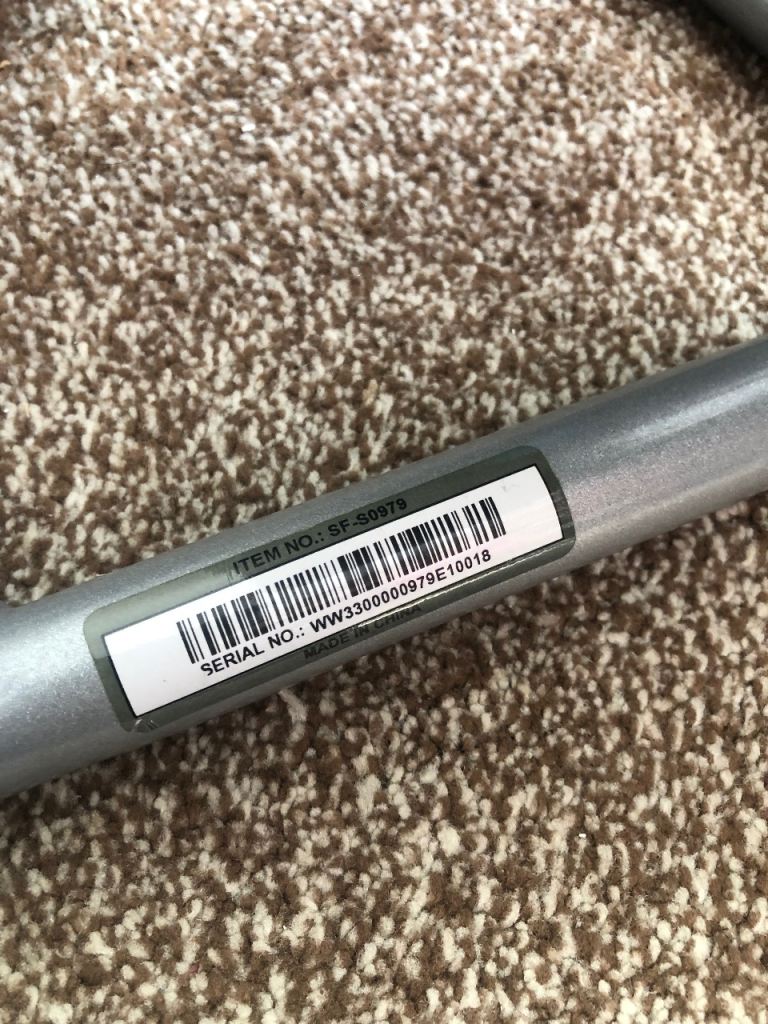 ITEM NO.: SF-S0979
SERIAL NO.: WW3300000979E10018
MADE IN CHINA